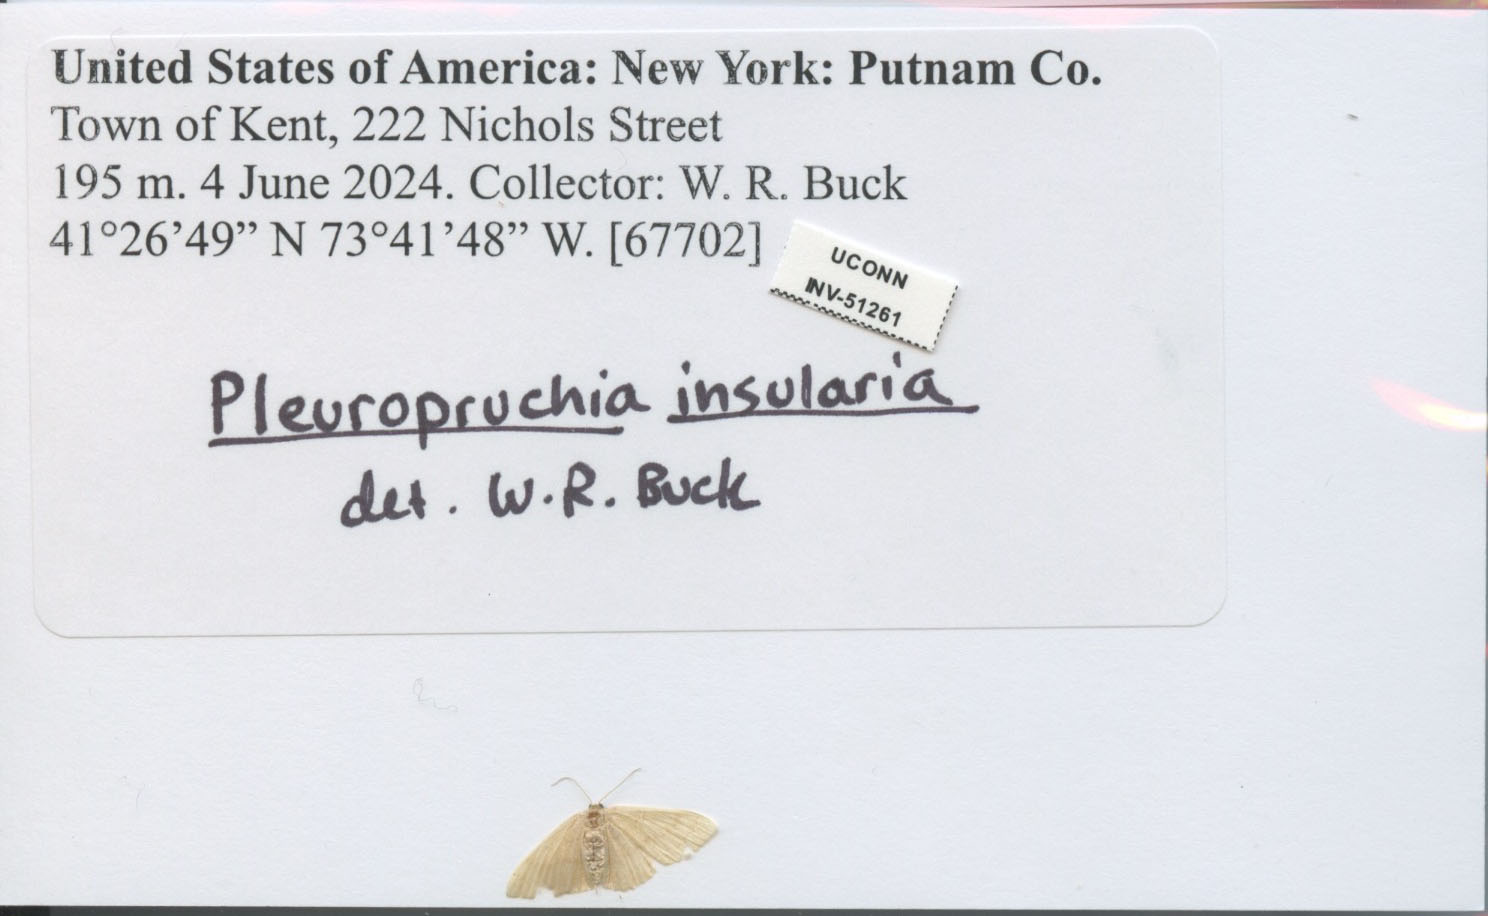 United States of America: New York: Putnam Co.
Town of Kent, 222 Nichols Street
195 m. 4 June 2024. Collector: W. R. Buck
41°26’49” N 73°41’48” W. [67702]
UCONN
INV-51261
Pleuropruchia insularia
det. W.R. Buck